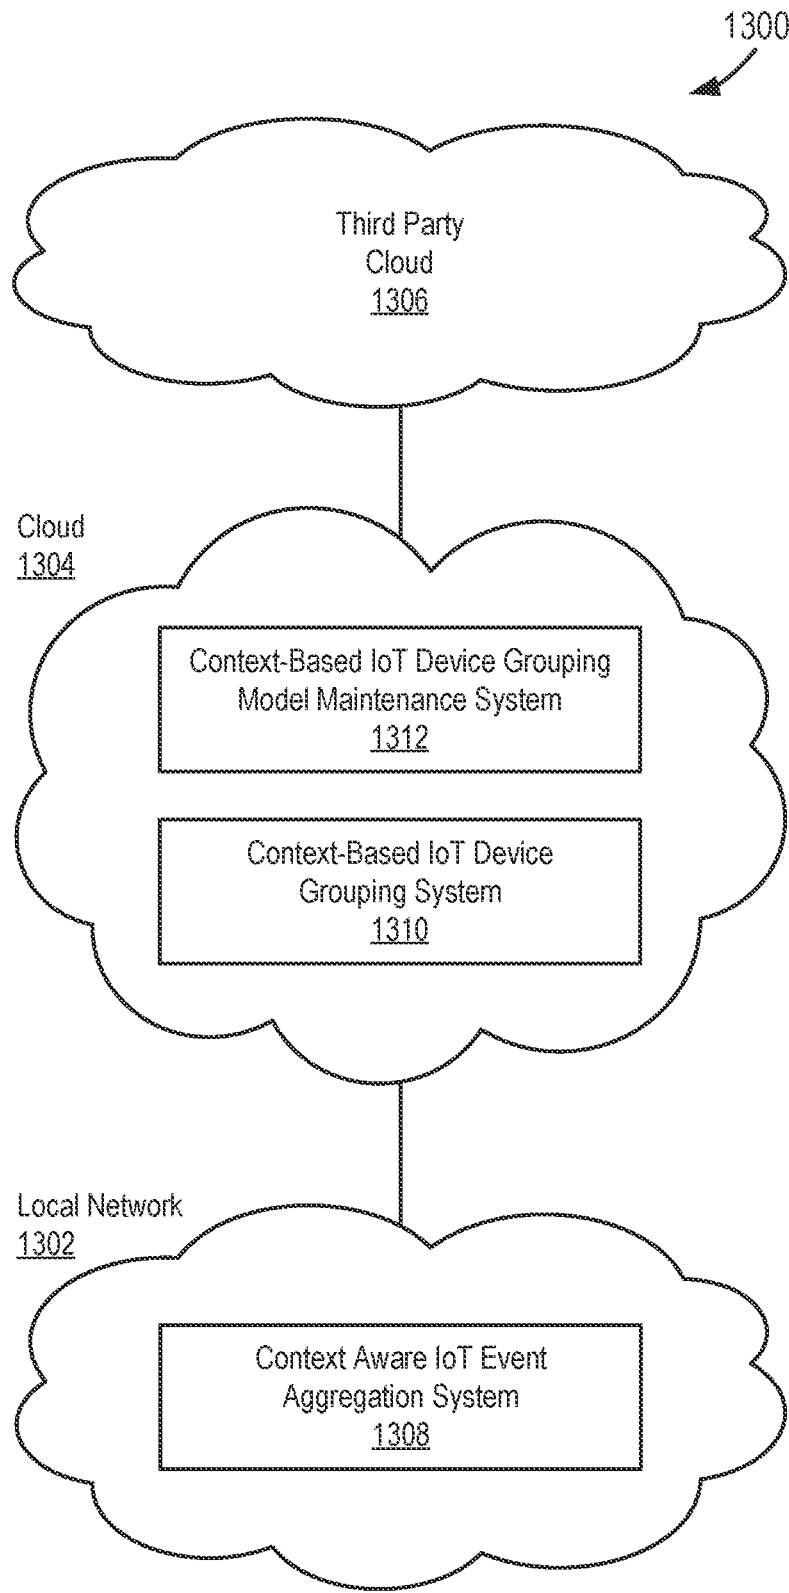 1300
Third Party
Cloud
1306
Cloud
1304
Context-Based IoT Device Grouping
Model Maintenance System
1312
Context-Based IoT Device
Grouping System
1310
Local Network
1302
Context Aware IoT Event
Aggregation System
1308